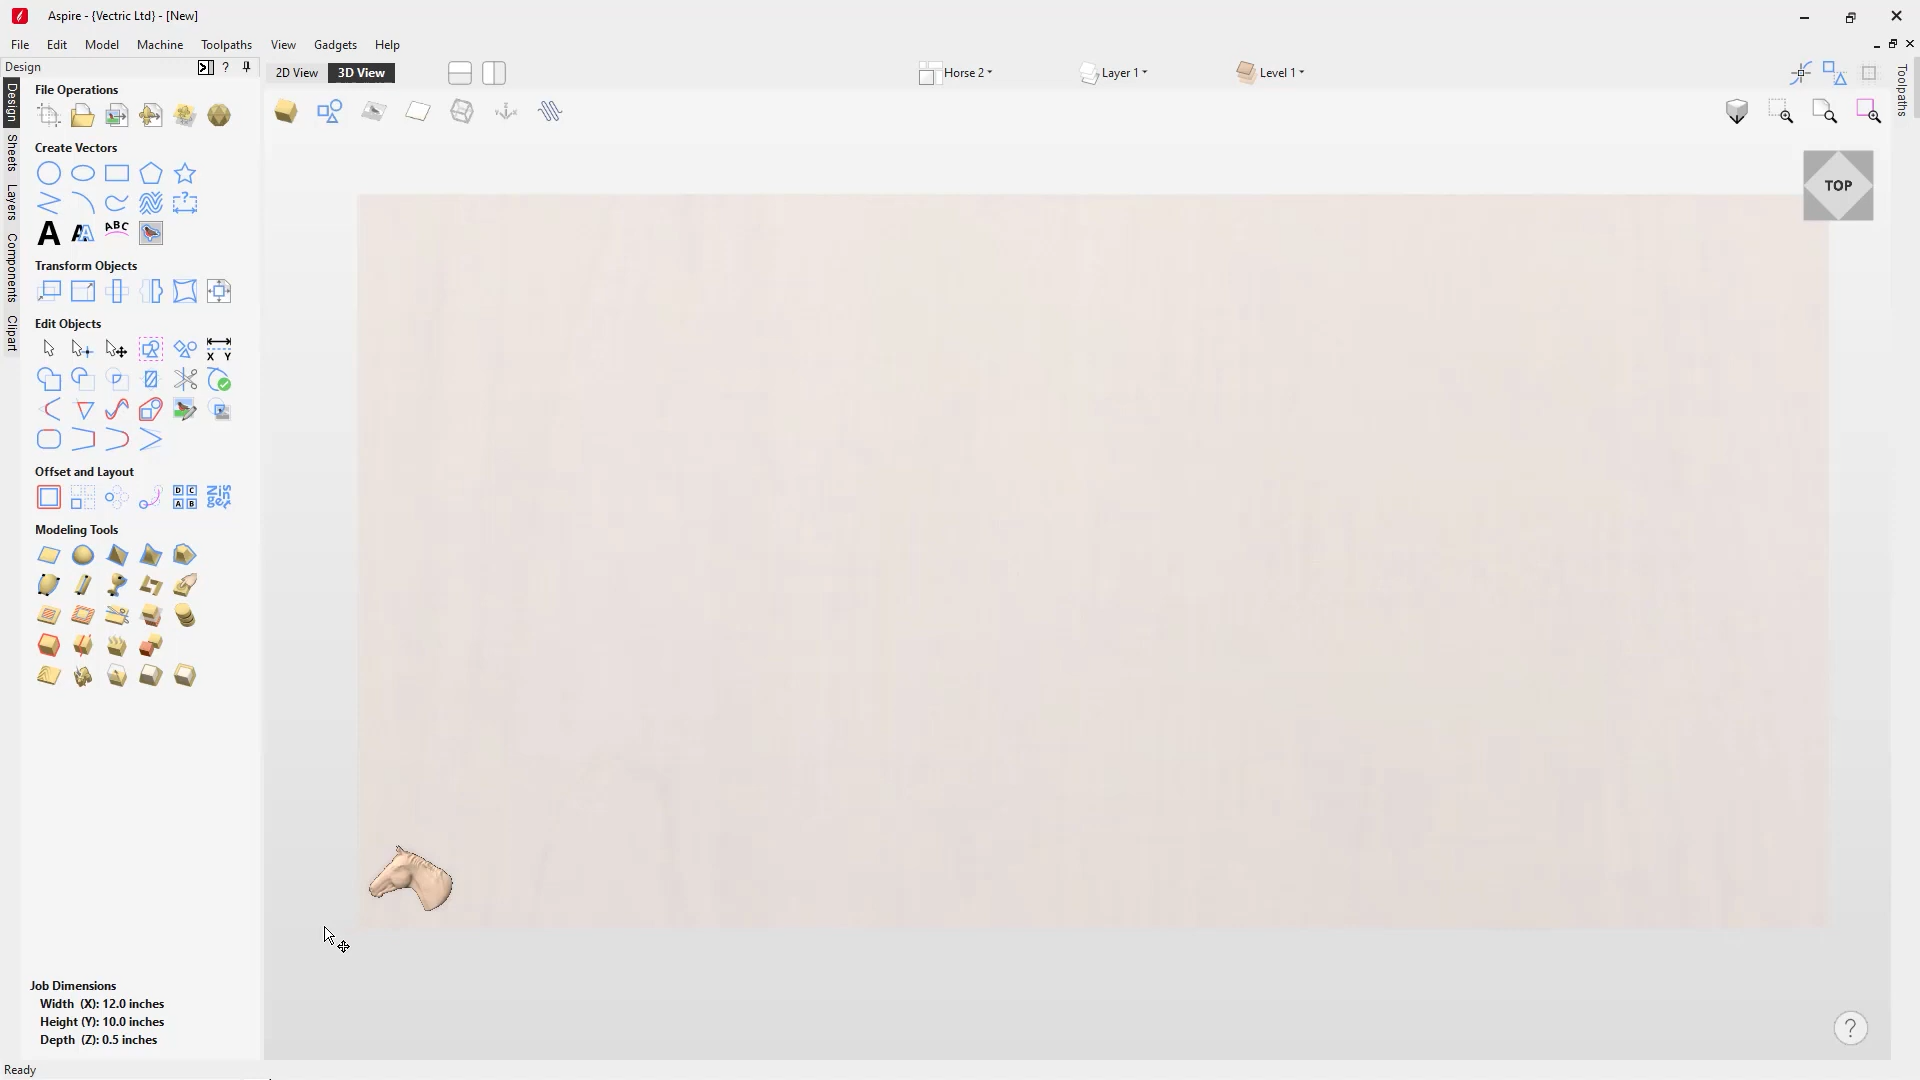 Aspire - {Vectric Ltd} - [New]
File Edit Model Machine Toolpaths View Gadgets Help
Design
2D View 3D View Horse 2 Layer 1 Level 1
Design
Sheets
Layers
Components
Clipart
Toolpaths
File Operations
Create Vectors
A A ABC
Transform Objects
TOP
Edit Objects
X Y
Offset and Layout
Modeling Tools
Job Dimensions
Width (X): 12.0 inches
Height (Y): 10.0 inches
Depth (Z): 0.5 inches
Ready